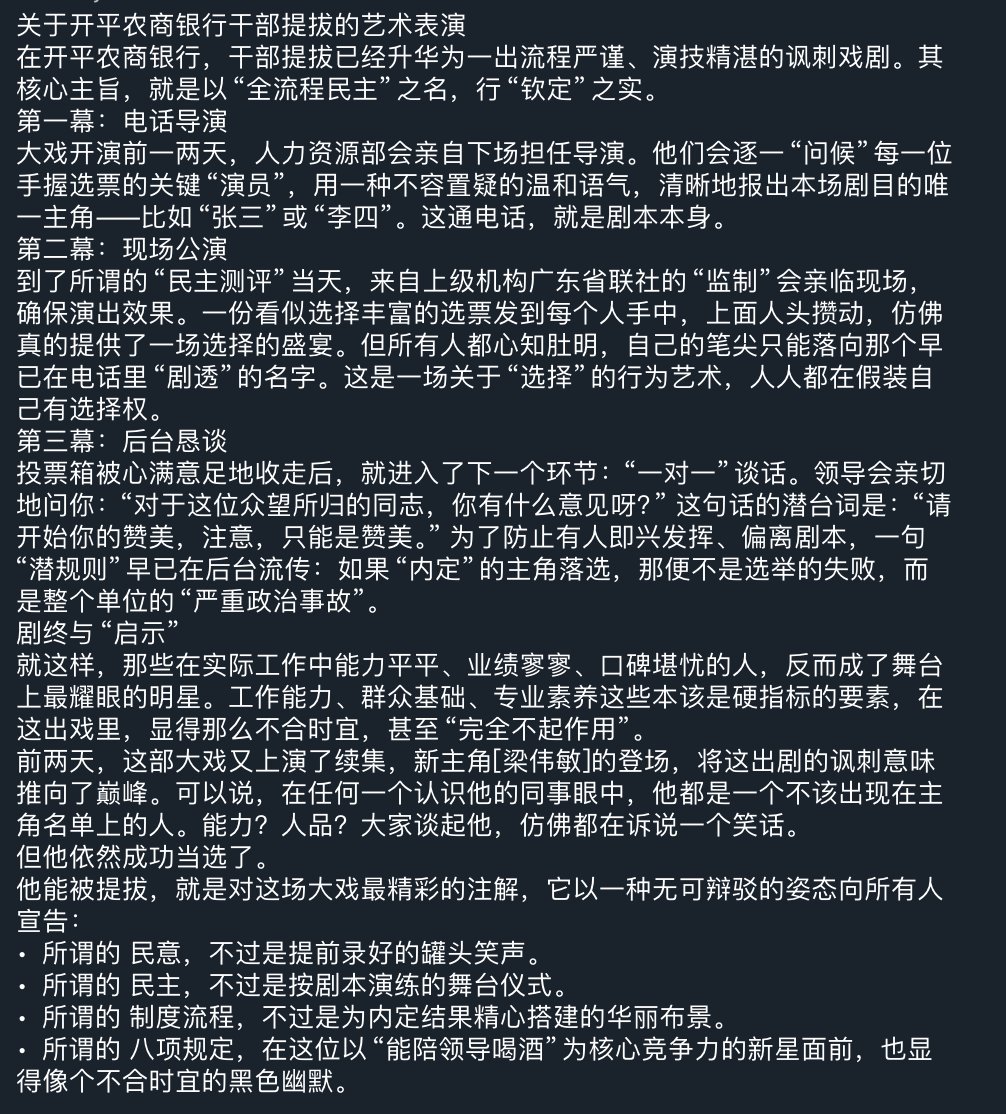 关于开平农商银行干部提拔的艺术表演
在开平农商银行，干部提拔已经升华为一出流程严谨、演技精湛的讽刺戏剧。其
核心主旨，就是以“全流程民主”之名，行“钦定”之实。
第一幕：电话导演
大戏开演前一两天，人力资源部会亲自下场担任导演。他们会逐一“问候”每一位
手握选票的关键“演员”，用一种不容置疑的温和语气，清晰地报出本场剧目的唯
一主角——比如“张三”或“李四”。这通电话，就是剧本本身。
第二幕：现场公演
到了所谓的“民主测评”当天，来自上级机构广东省联社的“监制”会亲临现场，
确保演出效果。一份看似选择丰富的选票发到每个人手中，上面人头攒动，仿佛
真的提供了一场选择的盛宴。但所有人都心知肚明，自己的笔尖只能落向那个早
已在电话里“剧透”的名字。这是一场关于“选择”的行为艺术，人人都在假装自
己有选择权。
第三幕：后台恳谈
投票箱被心满意足地收走后，就进入了下一个环节：“一对一”谈话。领导会亲切
地问你：“对于这位众望所归的同志，你有什么意见呀？”这句话的潜台词是：“请
开始你的赞美，注意，只能是赞美。”为了防止有人即兴发挥、偏离剧本，一句
“潜规则”早已在后台流传：如果“内定”的主角落选，那便不是选举的失败，而
是整个单位的“严重政治事故”。
剧终与“启示”
就这样，那些在实际工作中能力平平、业绩寥寥、口碑堪忧的人，反而成了舞台
上最耀眼的明星。工作能力、群众基础、专业素养这些本该是硬指标的要素，在
这出戏里，显得那么不合时宜，甚至“完全不起作用”。
前两天，这部大戏又上演了续集，新主角[梁伟敏]的登场，将这出剧的讽刺意味
推向了巅峰。可以说，在任何一个认识他的同事眼中，他都是一个不该出现在主
角名单上的人。能力？人品？大家谈起他，仿佛都在诉说一个笑话。
但他依然成功当选了。
他能被提拔，就是对这场大戏最精彩的注解，它以一种无可辩驳的姿态向所有人
宣告：
• 所谓的 民意，不过是提前录好的罐头笑声。
• 所谓的 民主，不过是按剧本演练的舞台仪式。
• 所谓的 制度流程，不过是为内定结果精心搭建的华丽布景。
• 所谓的 八项规定，在这位以“能陪领导喝酒”为核心竞争力的新星面前，也显
得像个不合时宜的黑色幽默。